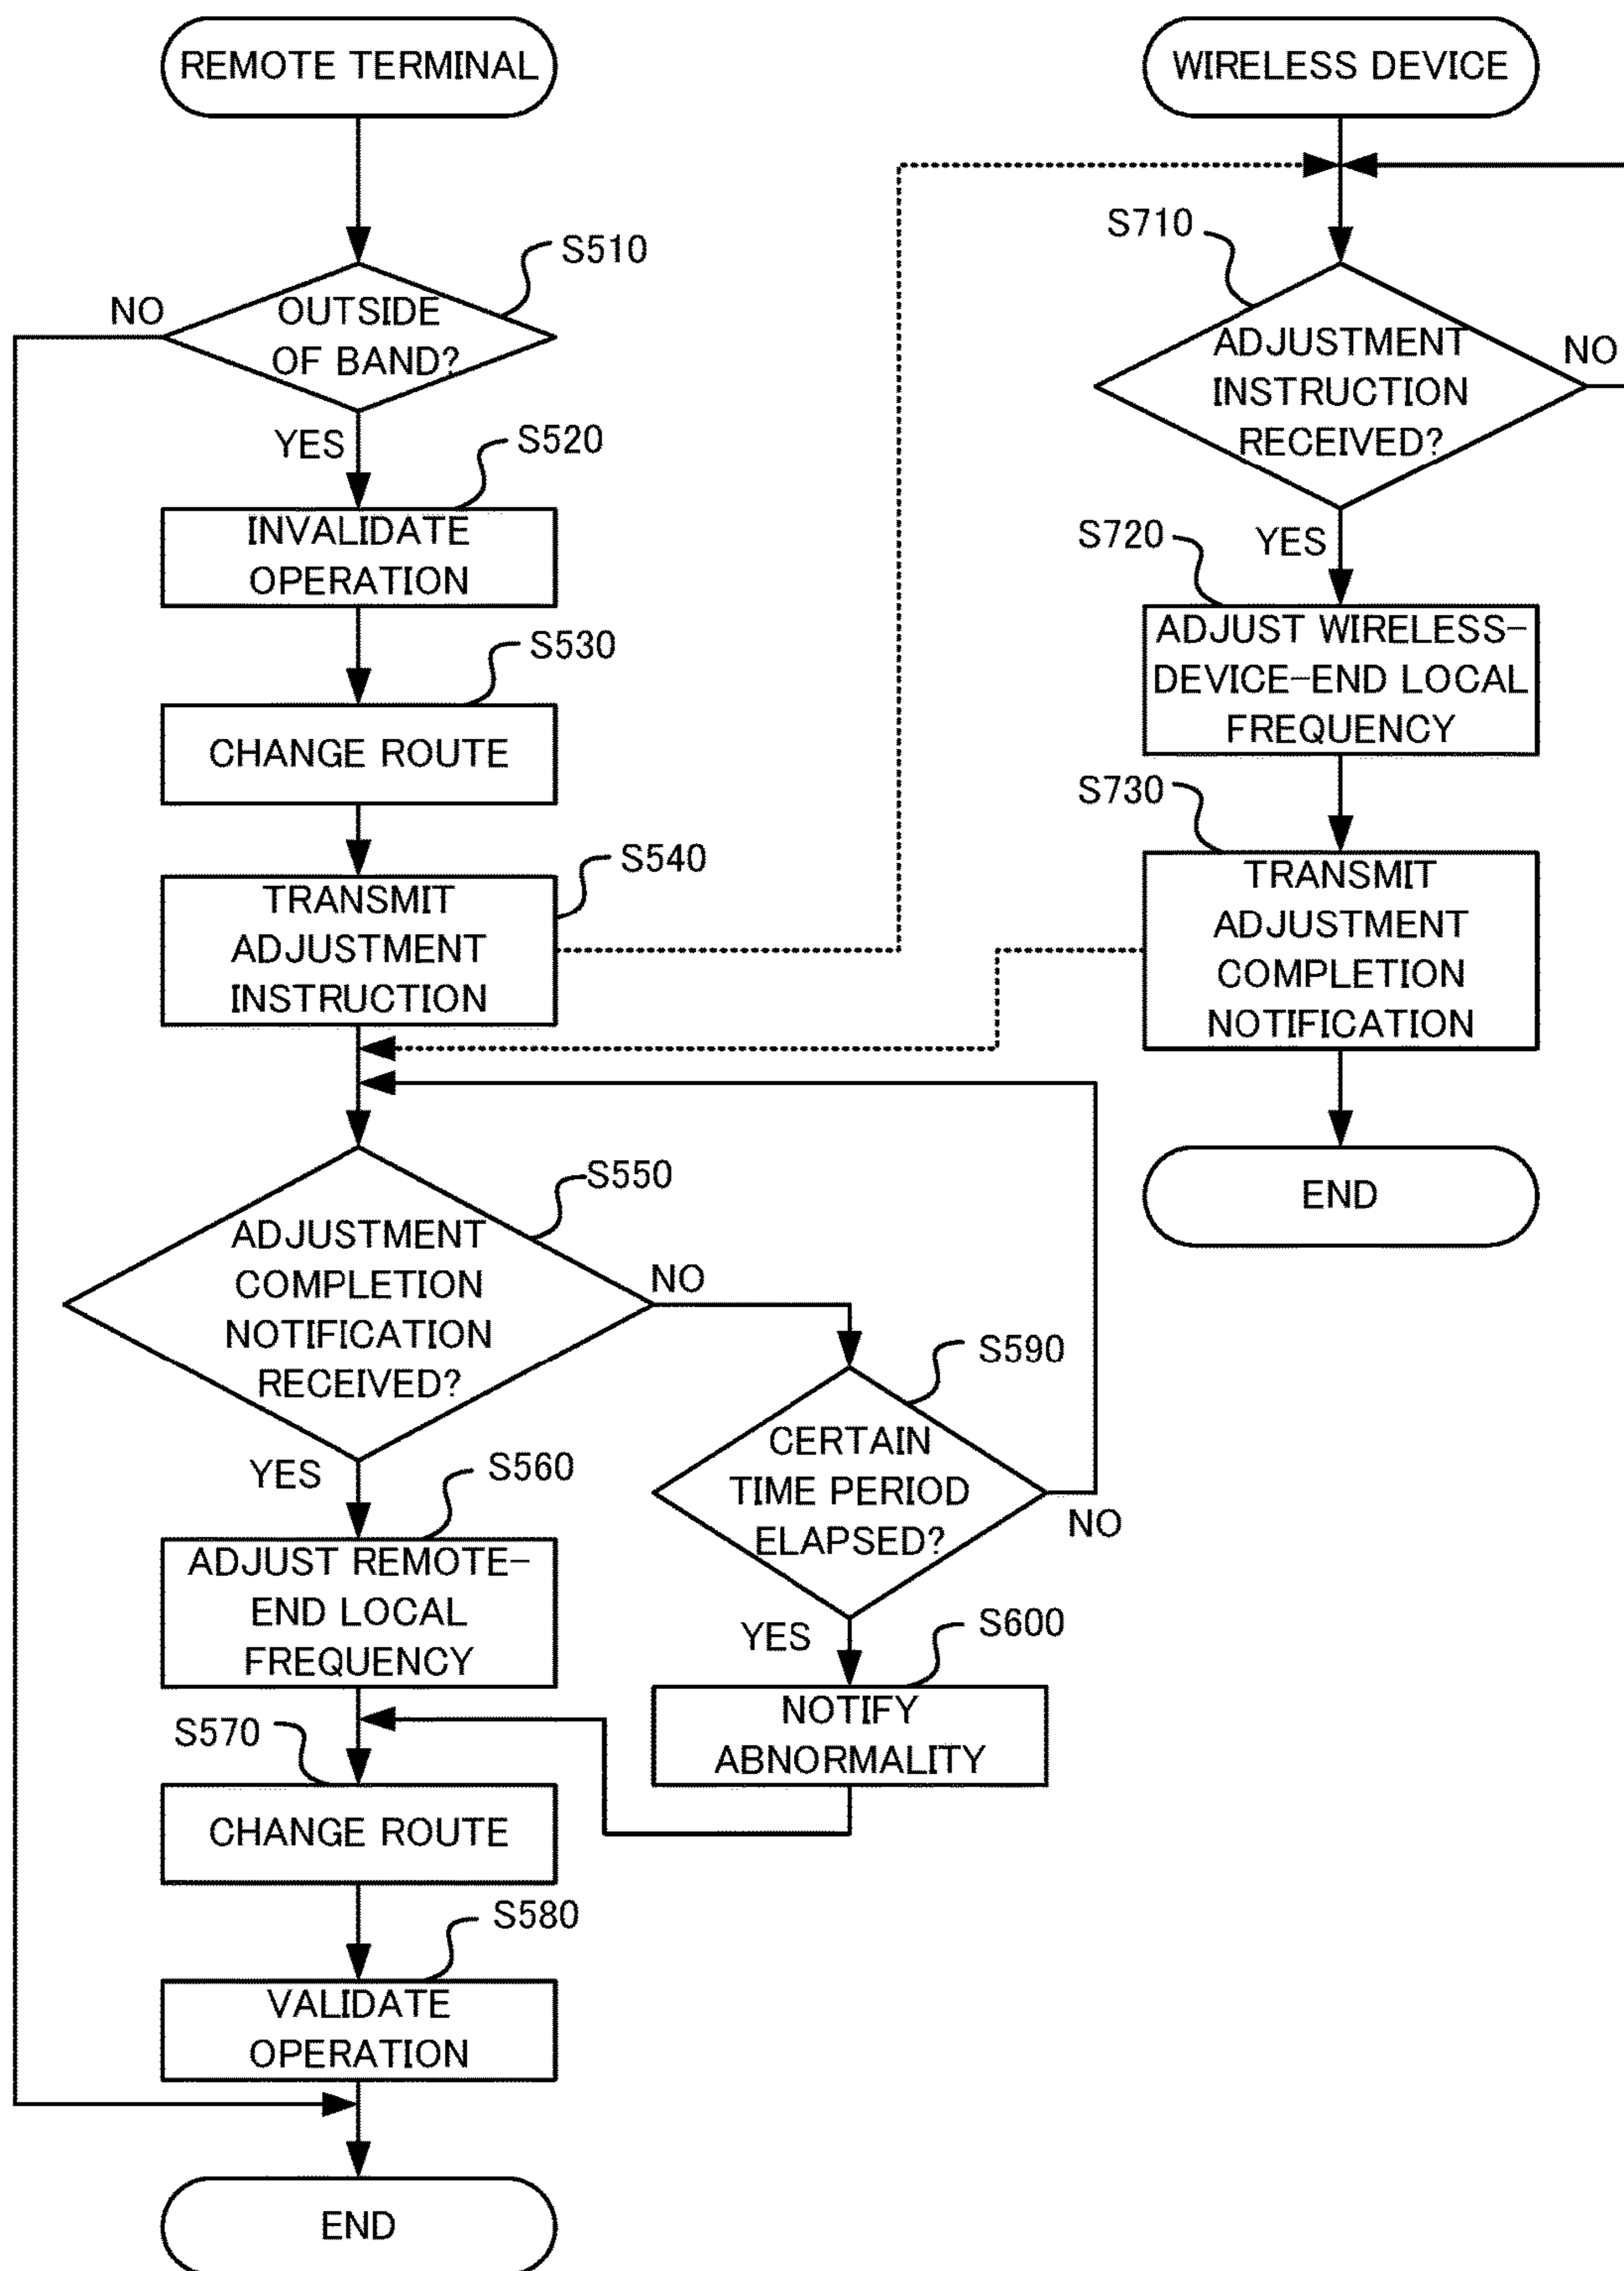 REMOTE TERMINAL
S510
OUTSIDE
OF BAND?
NO
YES
S520
INVALIDATE
OPERATION
S530
CHANGE ROUTE
S540
TRANSMIT
ADJUSTMENT
INSTRUCTION
S550
ADJUSTMENT
COMPLETION
NOTIFICATION
RECEIVED?
NO
YES
S560
ADJUST REMOTE-
END LOCAL
FREQUENCY
S570
CHANGE ROUTE
S580
VALIDATE
OPERATION
END
S590
CERTAIN
TIME PERIOD
ELAPSED?
NO
YES
S600
NOTIFY
ABNORMALITY
WIRELESS DEVICE
S710
ADJUSTMENT
INSTRUCTION
RECEIVED?
NO
YES
S720
ADJUST WIRELESS-
DEVICE-END LOCAL
FREQUENCY
S730
TRANSMIT
ADJUSTMENT
COMPLETION
NOTIFICATION
END